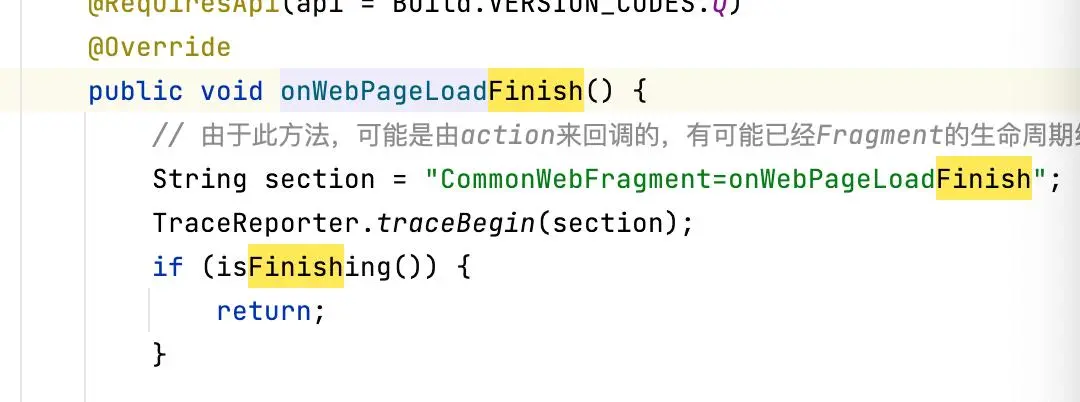 @RequiresApi(api = Build.VERSION_CODES.Q)
@Override
public void onWebPageLoadFinish() {
// 由于此方法，可能是由action来回调的，有可能已经Fragment的生命周期
String section = "CommonWebFragment=onWebPageLoadFinish";
TraceReporter.traceBegin(section);
if (isFinishing()) {
return;
}